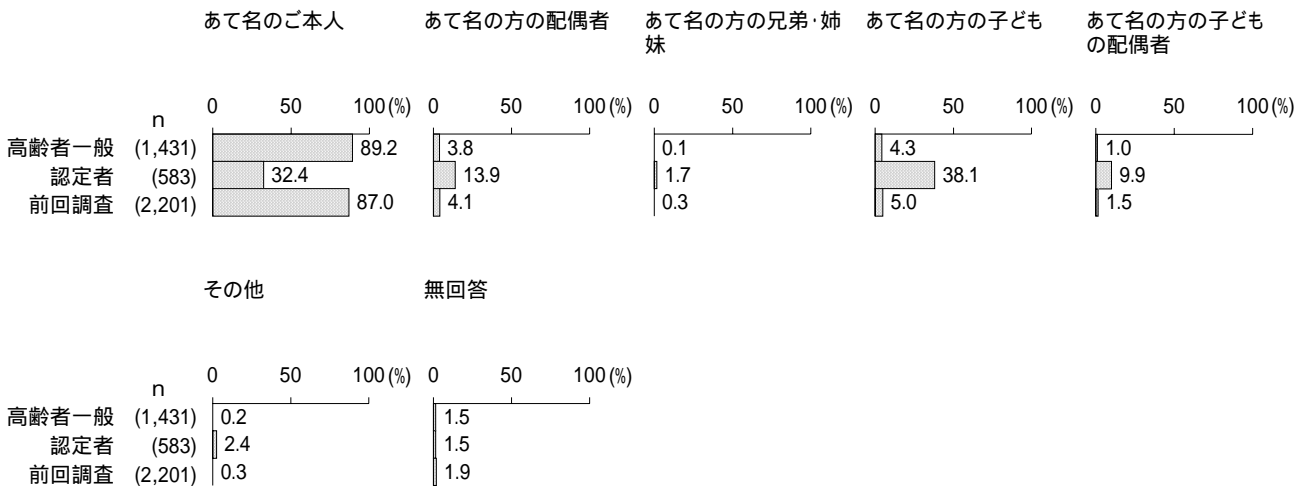 あて名のご本人 あて名の方の配偶者 あて名の方の兄弟・姉妹 あて名の方の子ども あて名の方の子どもの配偶者
n 0 50 100(%) 0 50 100(%) 0 50 100(%) 0 50 100(%) 0 50 100(%)
高齢者一般 (1,431) 89.2 3.8 0.1 4.3 1.0
認定者 (583) 32.4 13.9 1.7 38.1 9.9
前回調査 (2,201) 87.0 4.1 0.3 5.0 1.5
その他 無回答
n 0 50 100(%) 0 50 100(%)
高齢者一般 (1,431) 0.2 1.5
認定者 (583) 2.4 1.5
前回調査 (2,201) 0.3 1.9